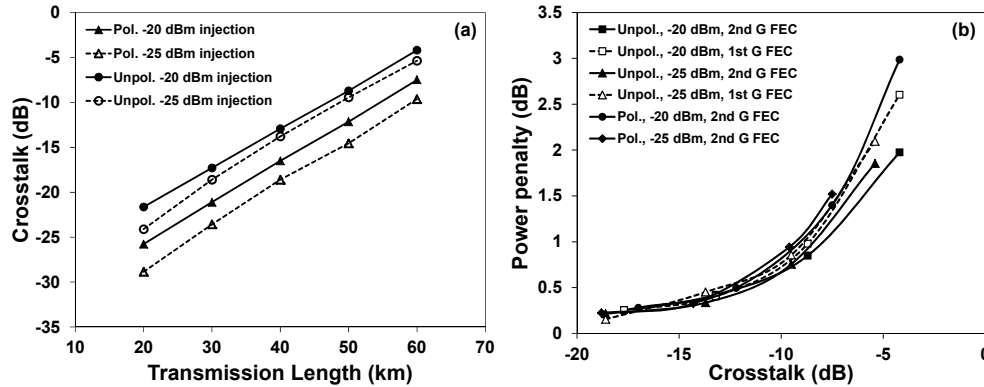 (a)
Pol. -20 dBm injection
Pol. -25 dBm injection
Unpol. -20 dBm injection
Unpol. -25 dBm injection
Crosstalk (dB)
0
-5
-10
-15
-20
-25
-30
-35
10 20 30 40 50 60 70
Transmission Length (km)
(b)
Unpol., -20 dBm, 2nd G FEC
Unpol., -20 dBm, 1st G FEC
Unpol., -25 dBm, 2nd G FEC
Unpol., -25 dBm, 1st G FEC
Pol., -20 dBm, 2nd G FEC
Pol., -25 dBm, 2nd G FEC
Power penalty (dB)
3.5
3
2.5
2
1.5
1
0.5
0
-20 -15 -10 -5 0
Crosstalk (dB)